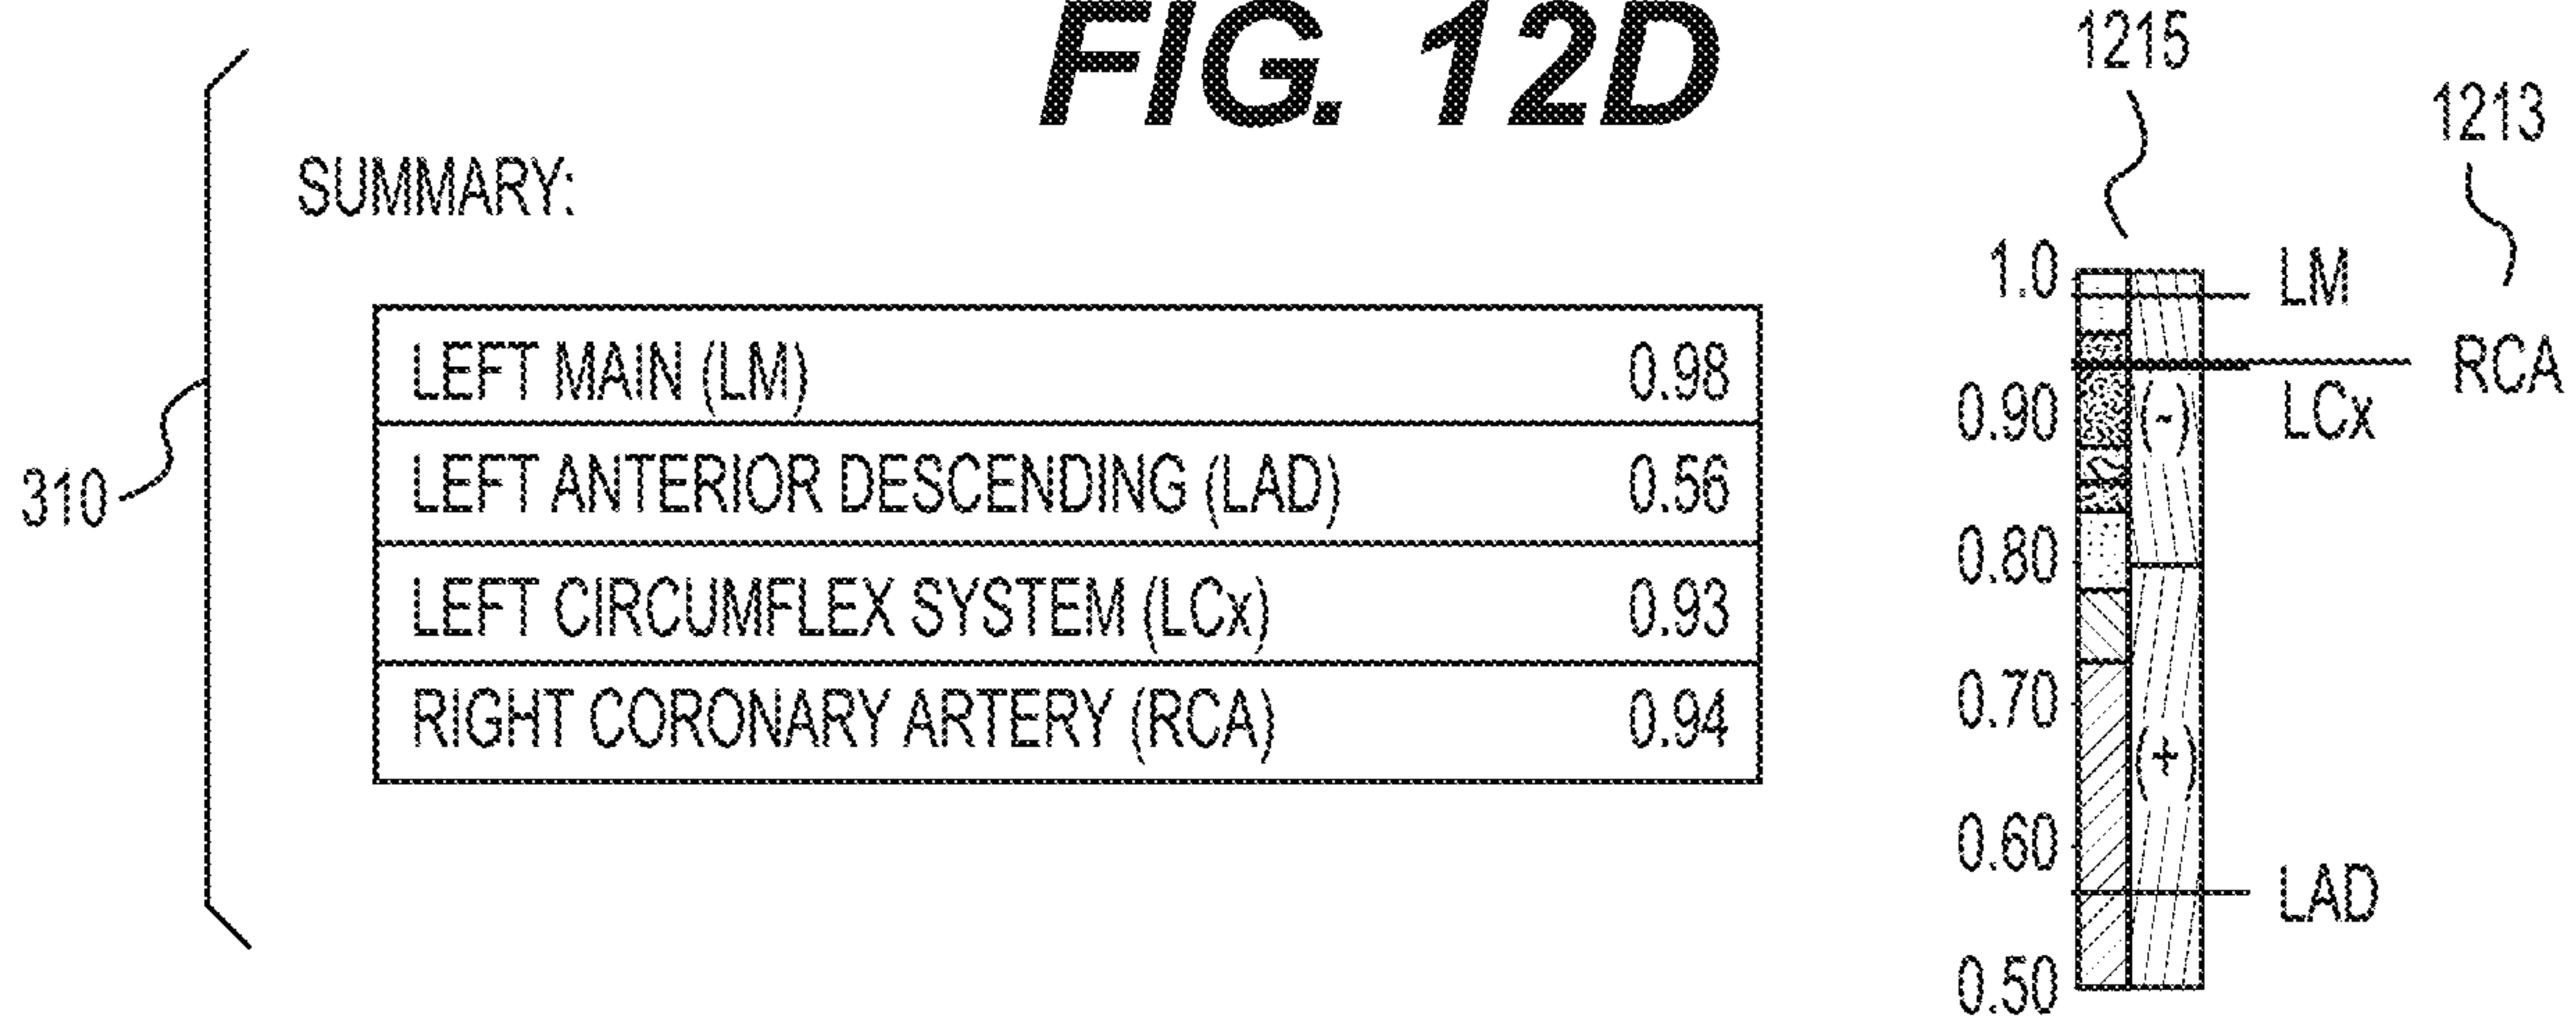 FIG. 12D
1215
1213
SUMMARY:
310
LEFT MAIN (LM) 0.98
LEFT ANTERIOR DESCENDING (LAD) 0.56
LEFT CIRCUMFLEX SYSTEM (LCx) 0.93
RIGHT CORONARY ARTERY (RCA) 0.94
1.0 LM
RCA
0.90 (-) LCx
0.80
0.70
(+)
0.60
LAD
0.50